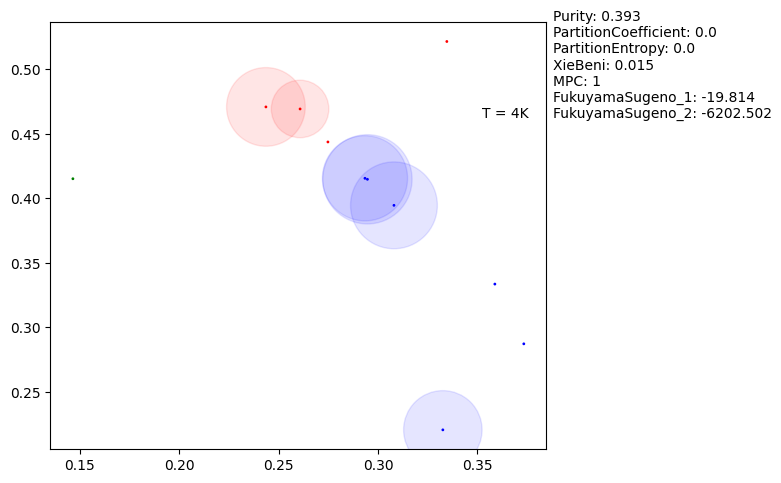 Purity: 0.393
PartitionCoefficient: 0.0
PartitionEntropy: 0.0
XieBeni: 0.015
MPC: 1
FukuyamaSugeno_1: -19.814
FukuyamaSugeno_2: -6202.502
T = 4K
0.50
0.45
0.40
0.35
0.30
0.25
0.15 0.20 0.25 0.30 0.35